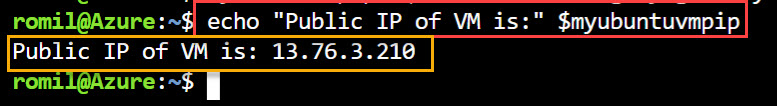 romil@Azure:~$ echo "Public IP of VM is:" $myubuntuvmpip
Public IP of VM is: 13.76.3.210
romil@Azure:~$